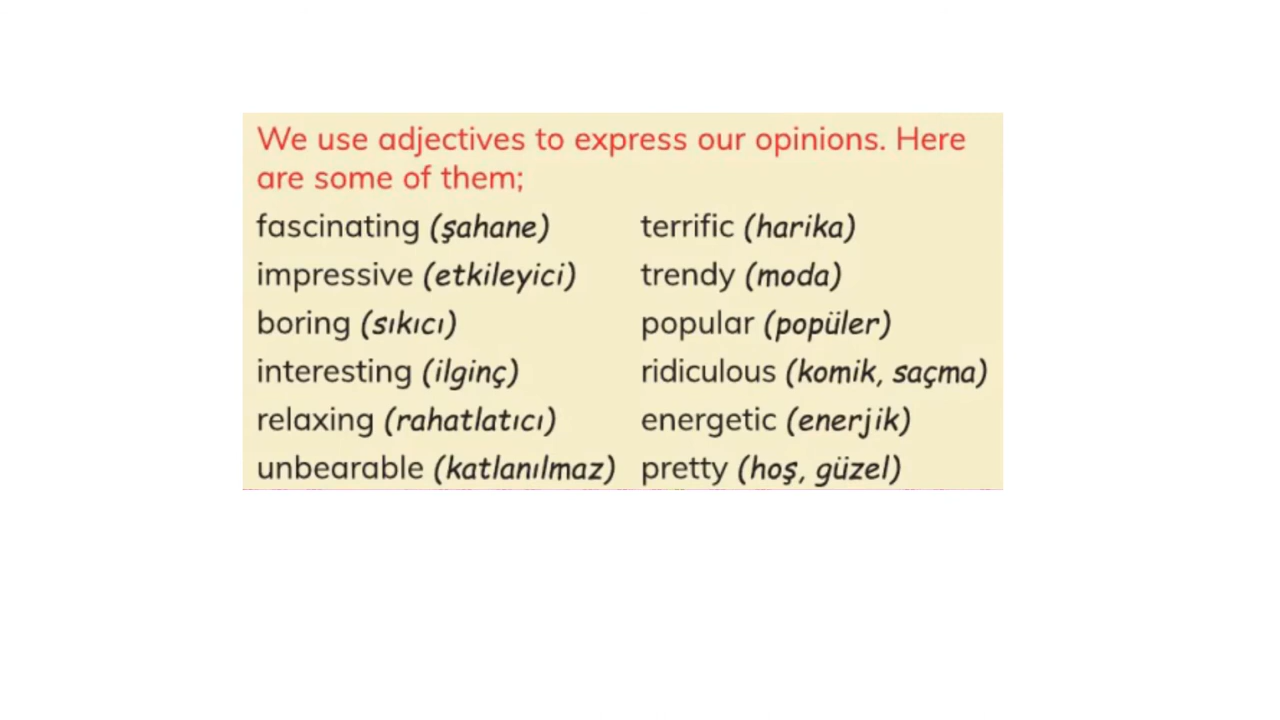 We use adjectives to express our opinions. Here
are some of them;
fascinating (şahane)
impressive (etkileyici)
boring (sıkıcı)
interesting (ilginç)
relaxing (rahatlatıcı)
unbearable (katlanılmaz)
terrific (harika)
trendy (moda)
popular (popüler)
ridiculous (komik, saçma)
energetic (enerjik)
pretty (hoş, güzel)